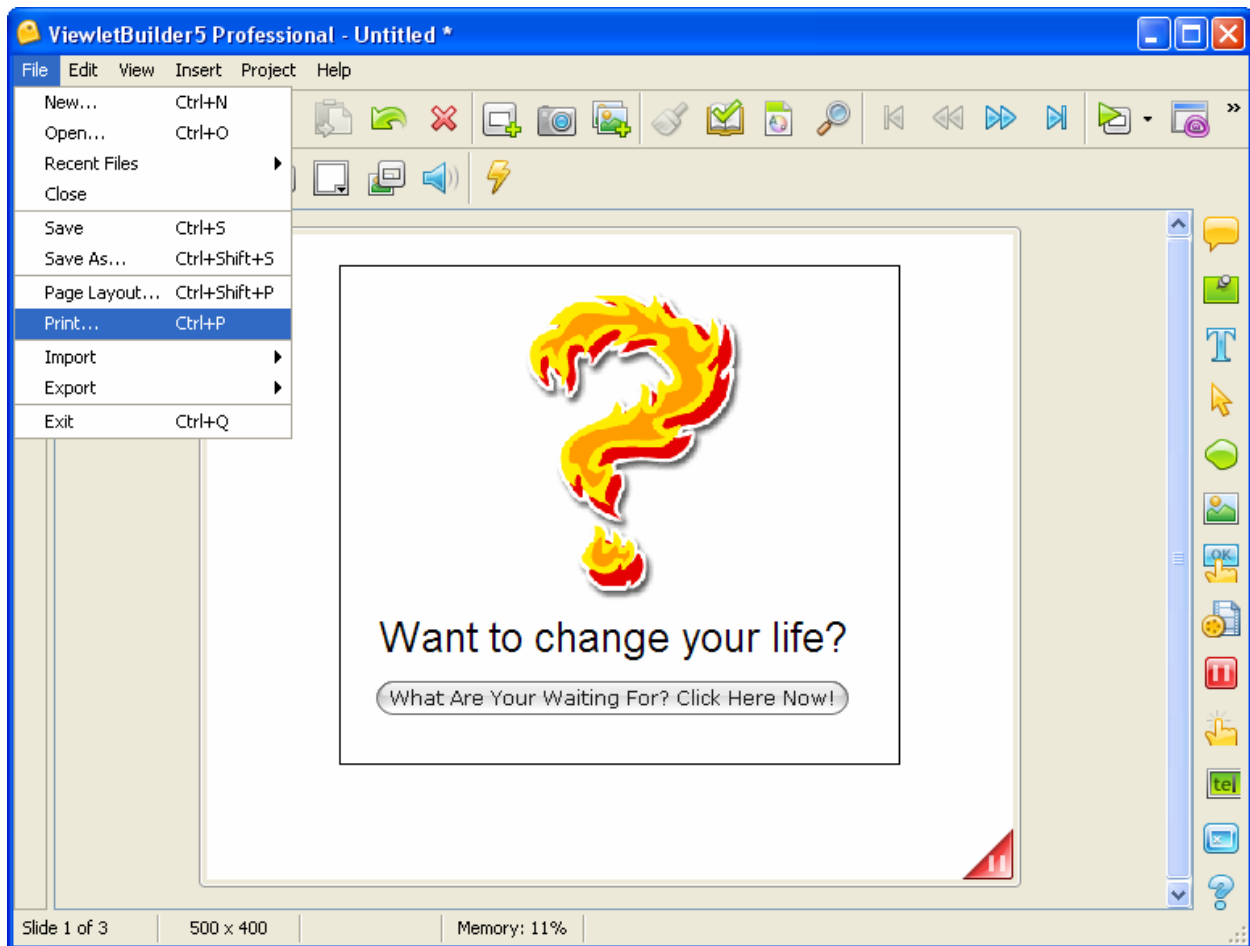 ViewletBuilder5 Professional - Untitled *
File Edit View Insert Project Help
New... Ctrl+N
Open... Ctrl+O
Recent Files
Close
Save Ctrl+S
Save As... Ctrl+Shift+S
Page Layout... Ctrl+Shift+P
Print... Ctrl+P
Import
Export
Exit Ctrl+Q
?
Want to change your life?
What Are Your Waiting For? Click Here Now!
T
OK
te
Slide 1 of 3 500 x 400 Memory: 11%